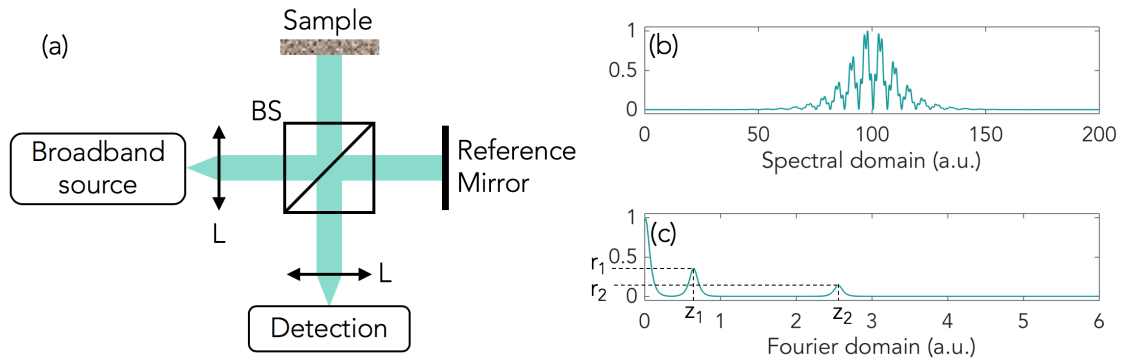 (a)
Sample
BS
Broadband
source
Reference
Mirror
L
L
Detection
(b)
1
0.5
0
0 50 100 150 200
Spectral domain (a.u.)
(c)
1
0.5
r1
r2
0
z1 z2
0 1 2 3 4 5 6
Fourier domain (a.u.)